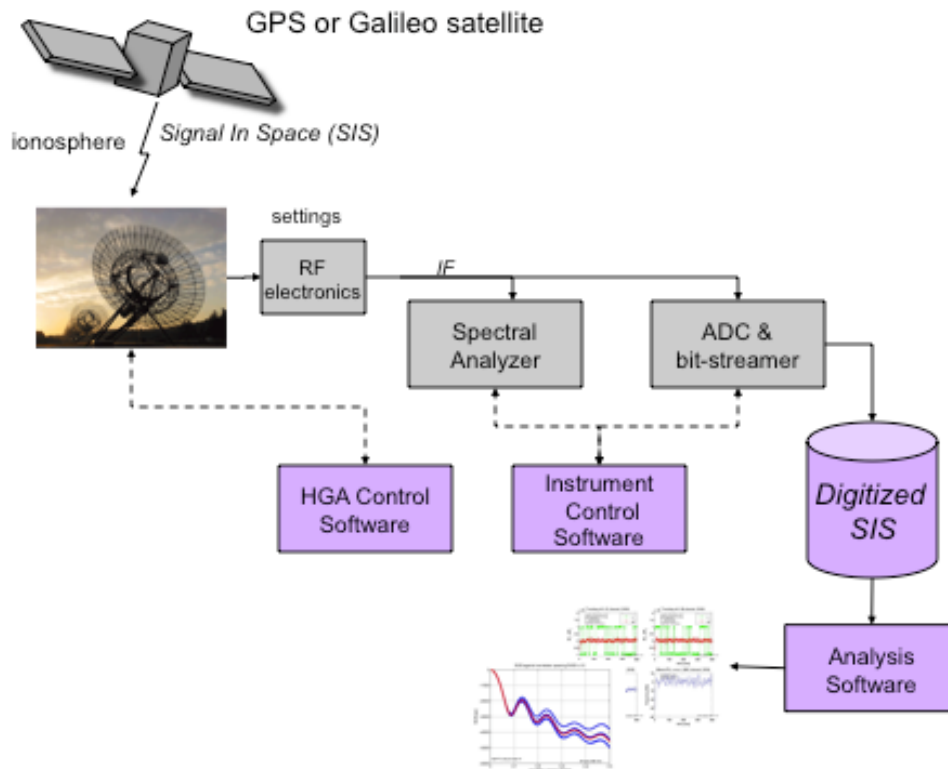 GPS or Galileo satellite
ionosphere
Signal In Space (SIS)
settings
RF
electronics
IF
Spectral
Analyzer
ADC &
bit-streamer
HGA Control
Software
Instrument
Control
Software
Digitized
SIS
Analysis
Software